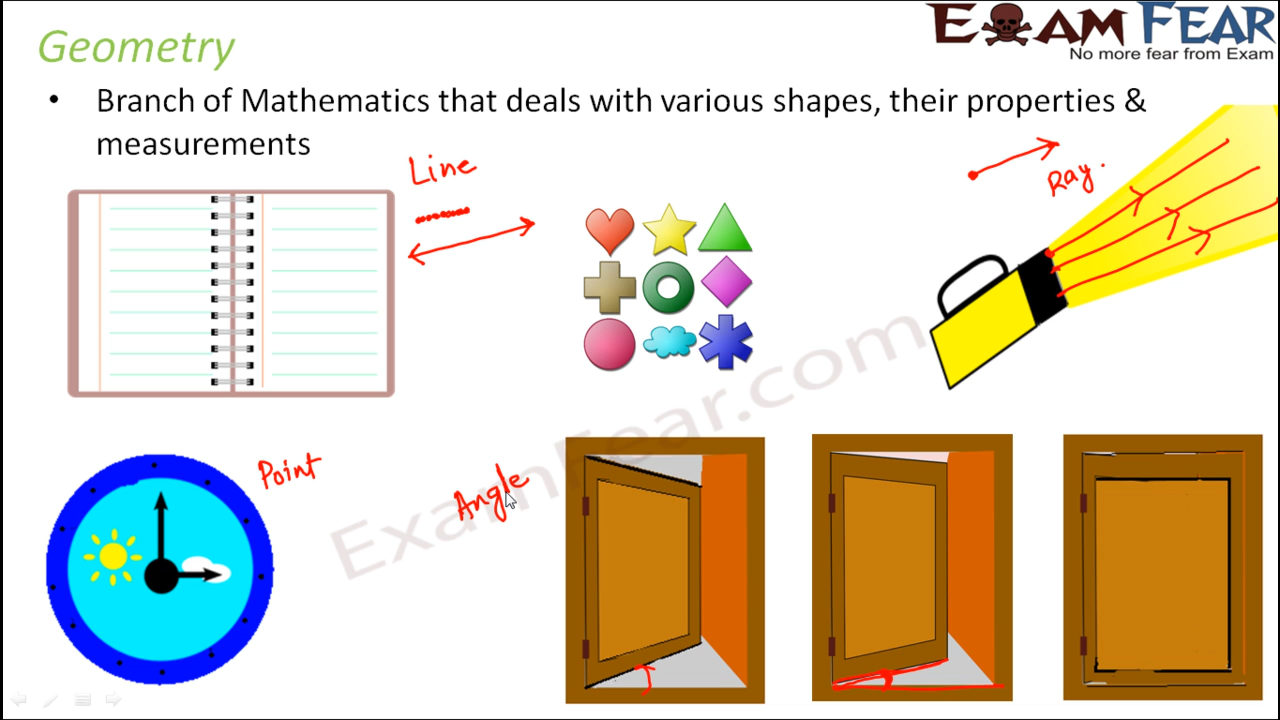 Geometry
EXAM FEAR
No more fear from Exam
• Branch of Mathematics that deals with various shapes, their properties &
measurements
Line
Ray.
Point
Angle
ExamFear.com